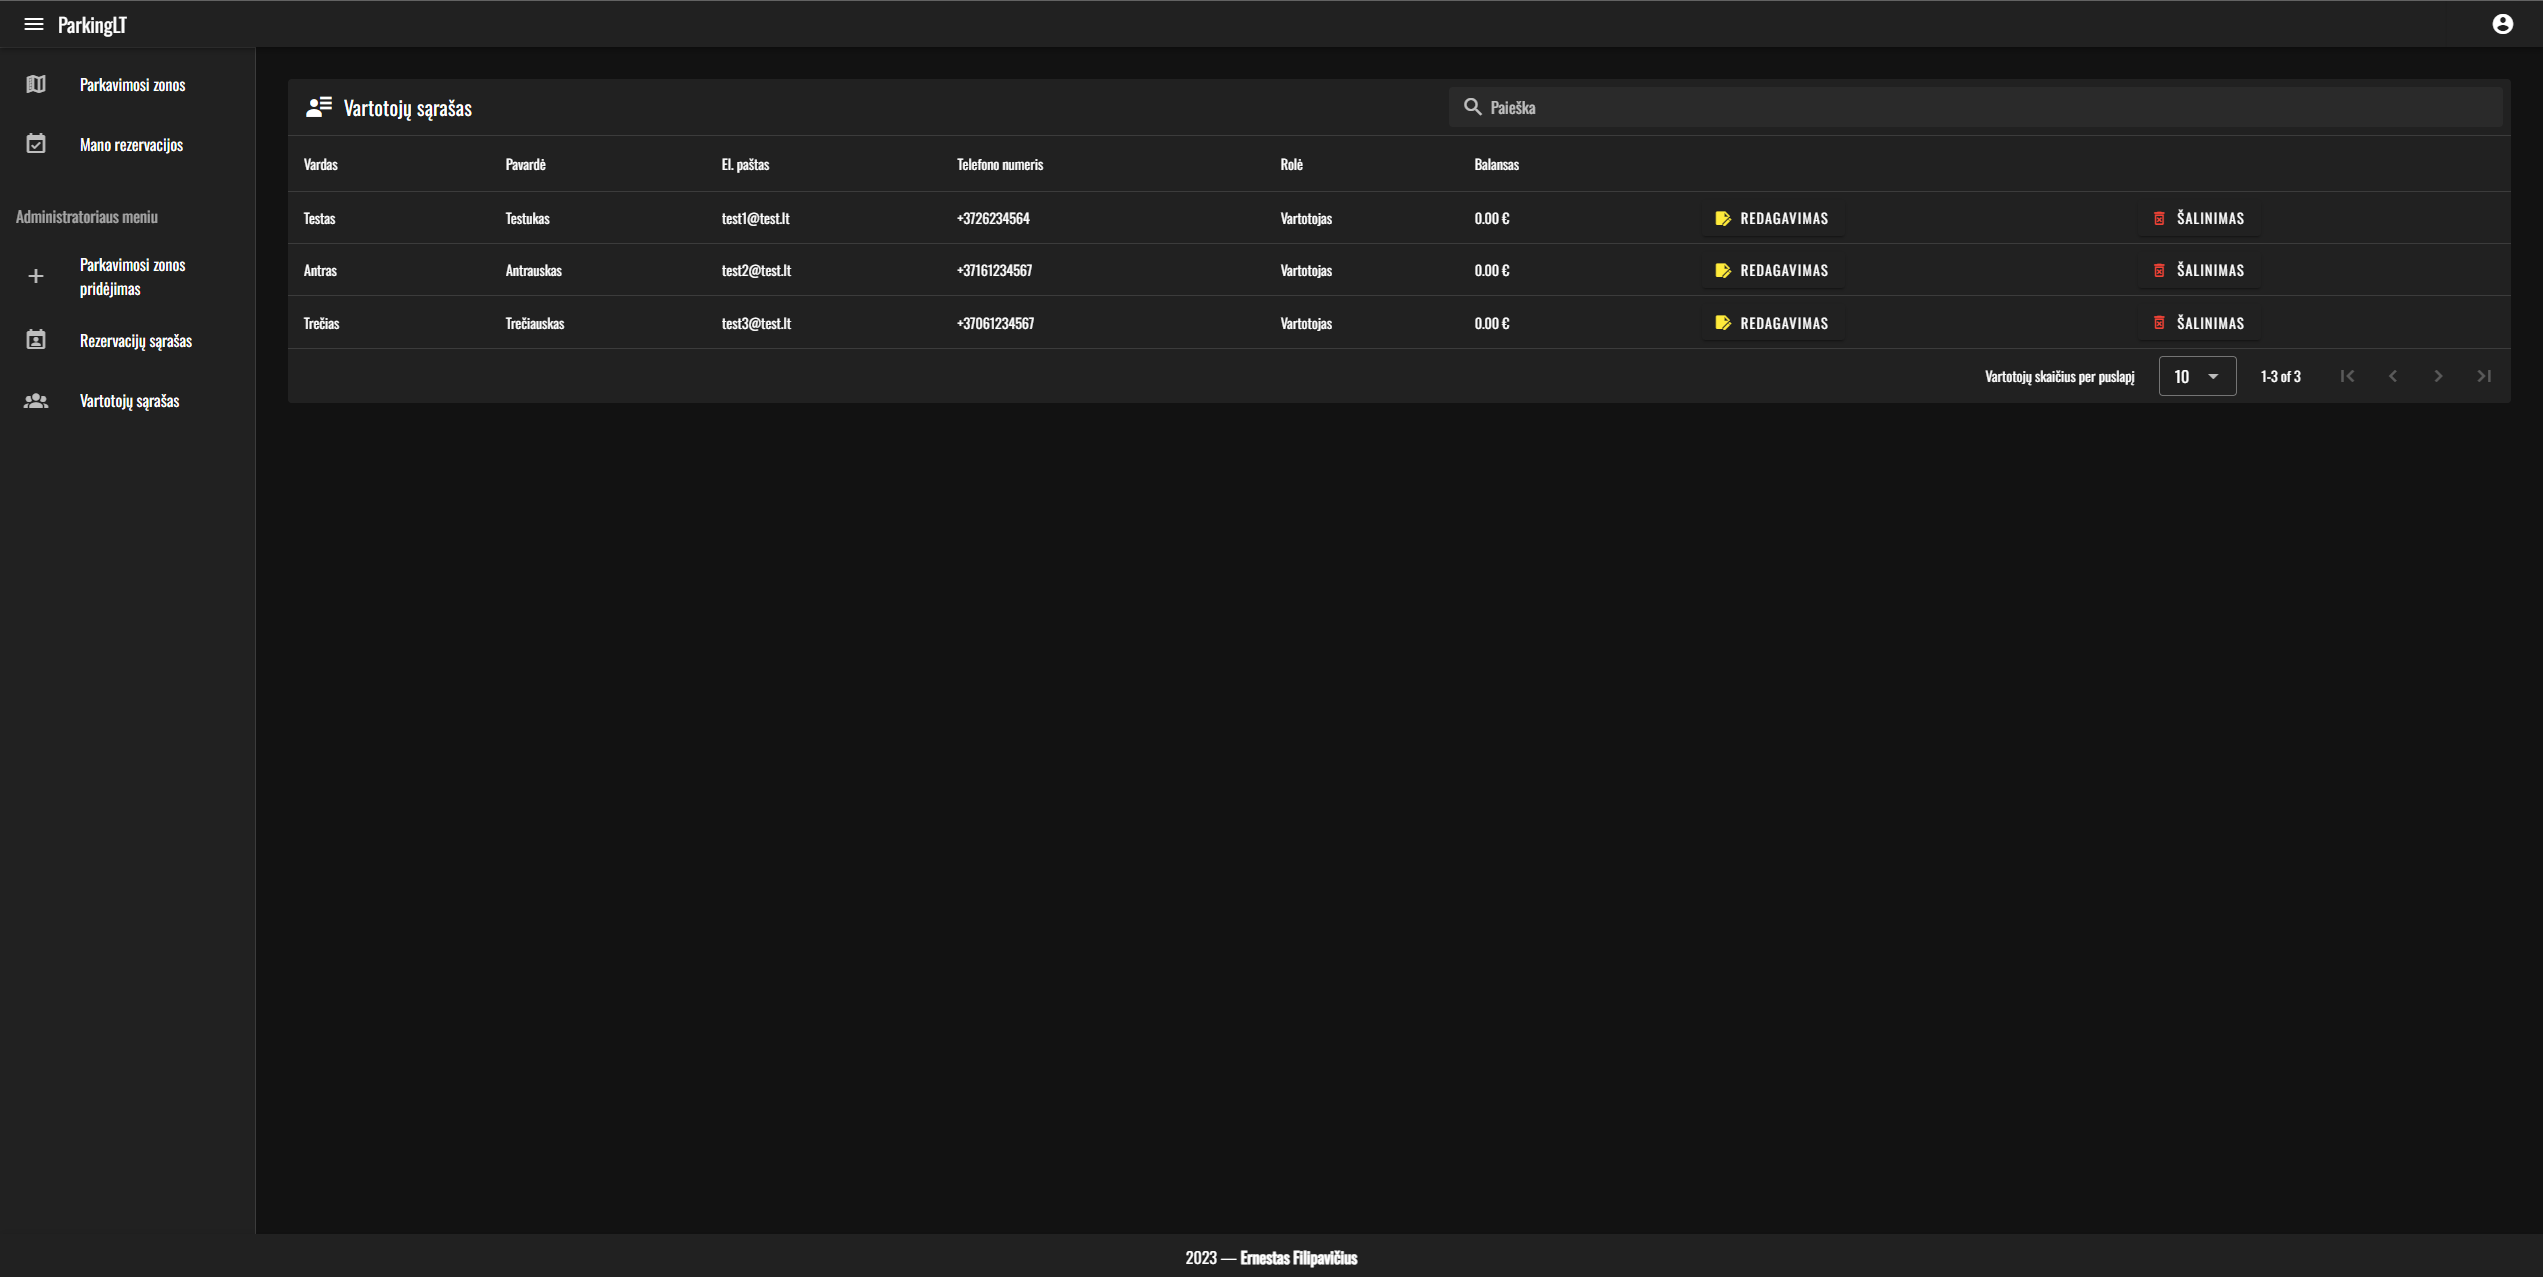 ParkingLT
Parkavimosi zonos
Mano rezervacijos
Administratoriaus meniu
Parkavimosi zonos
pridėjimas
Rezervacijų sąrašas
Vartotojų sąrašas
Vartotojų sąrašas
Paieška
Vardas Pavardė El. paštas Telefono numeris Rolė Balansas
Testas Testukas test1@test.lt +3726234564 Vartotojas 0.00 € REDAGAVIMAS ŠALINIMAS
Antras Antrauskas test2@test.lt +37161234567 Vartotojas 0.00 € REDAGAVIMAS ŠALINIMAS
Trečias Trečiauskas test3@test.lt +37061234567 Vartotojas 0.00 € REDAGAVIMAS ŠALINIMAS
Vartotojų skaičius per puslapį 10 1-3 of 3
2023 — Ernestas Filipavičius